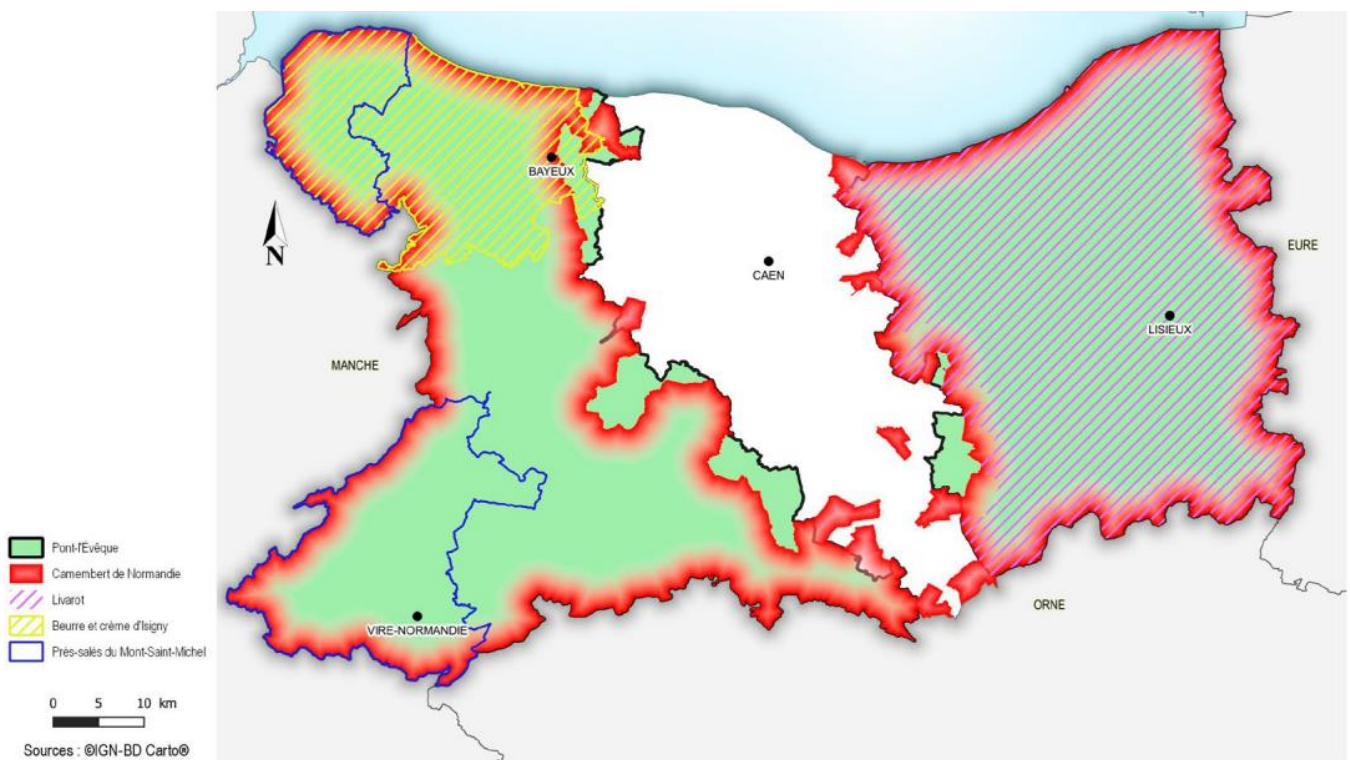 BAYEUX
N
CAEN
EURE
LISIEUX
MANCHE
Pont-l'Évêque
Camembert de Normandie
Livarot
Beurre et crème d'Isigny
Prés-salés du Mont-Saint-Michel
ORNE
VIRE-NORMANDIE
0 5 10 km
Sources : ©IGN-BD Carto®